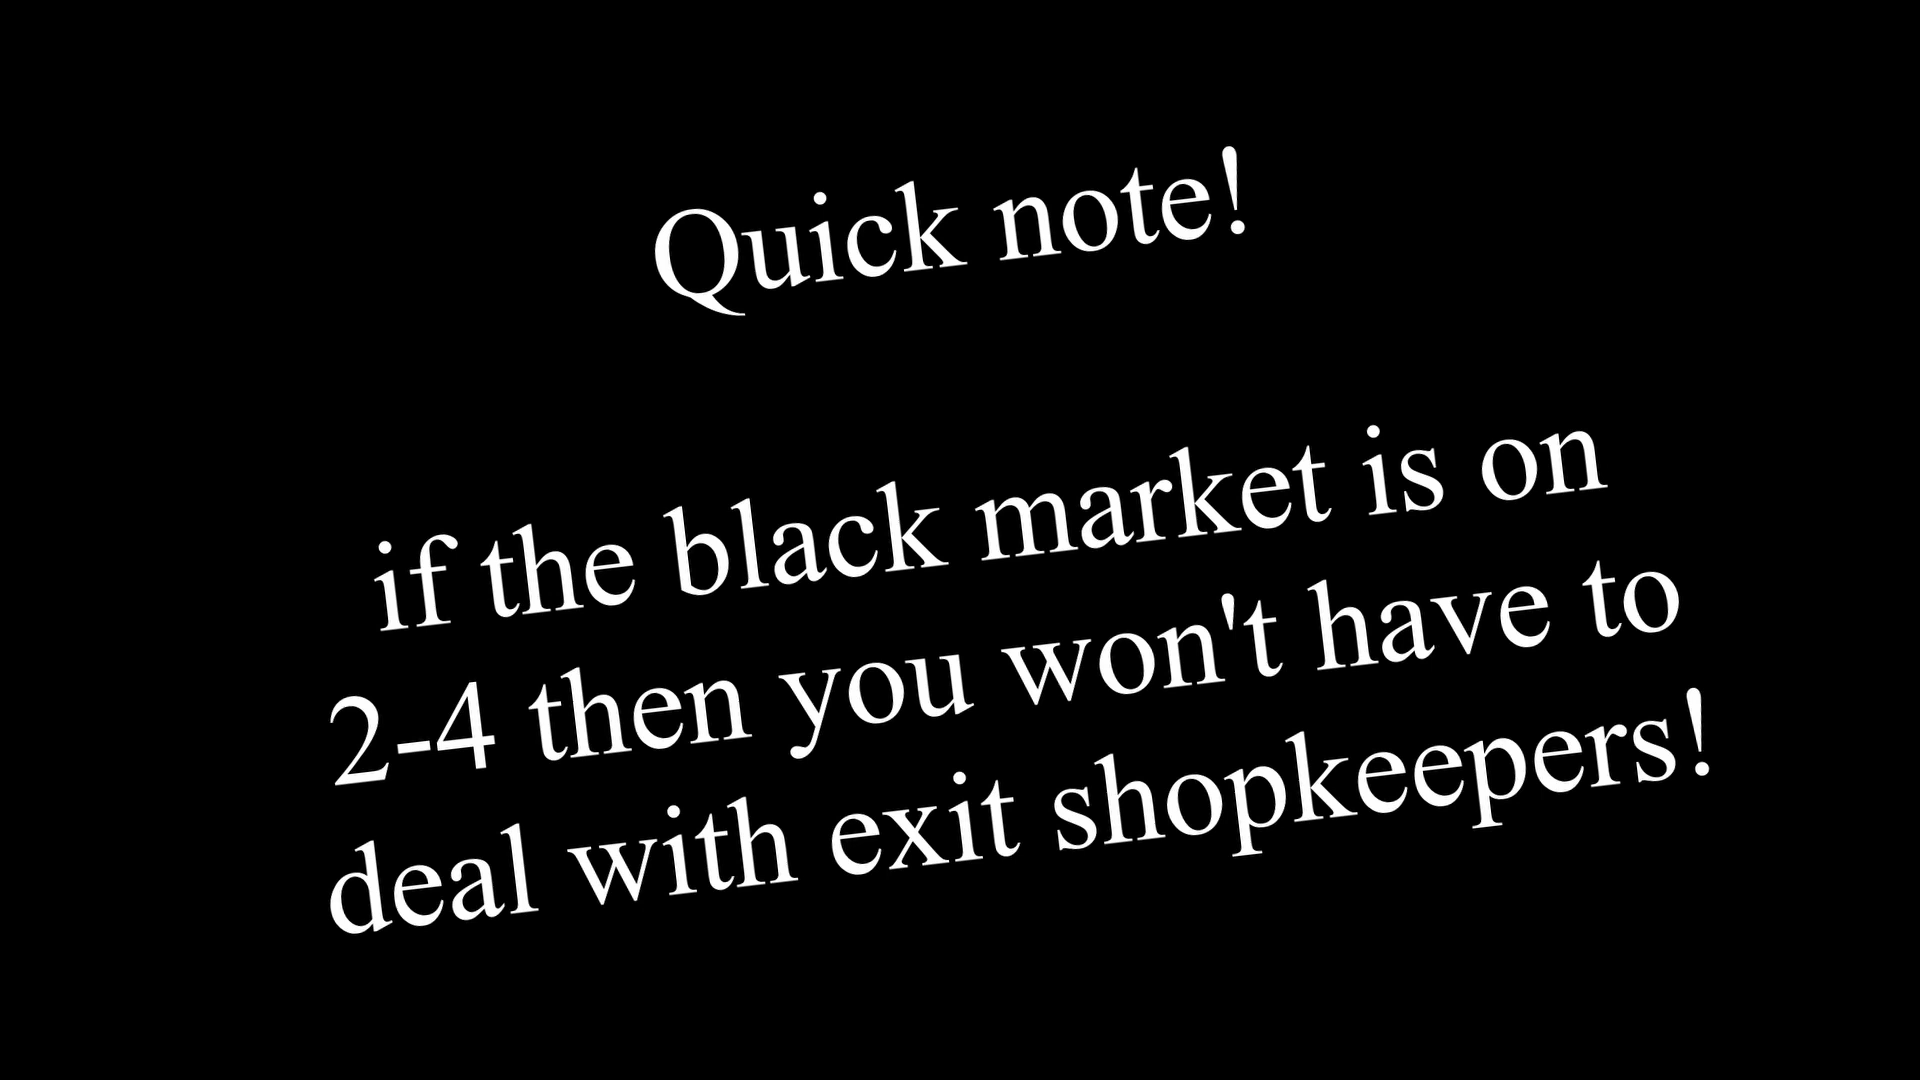 Quick note!
if the black market is on
2-4 then you won't have to
deal with exit shopkeepers!